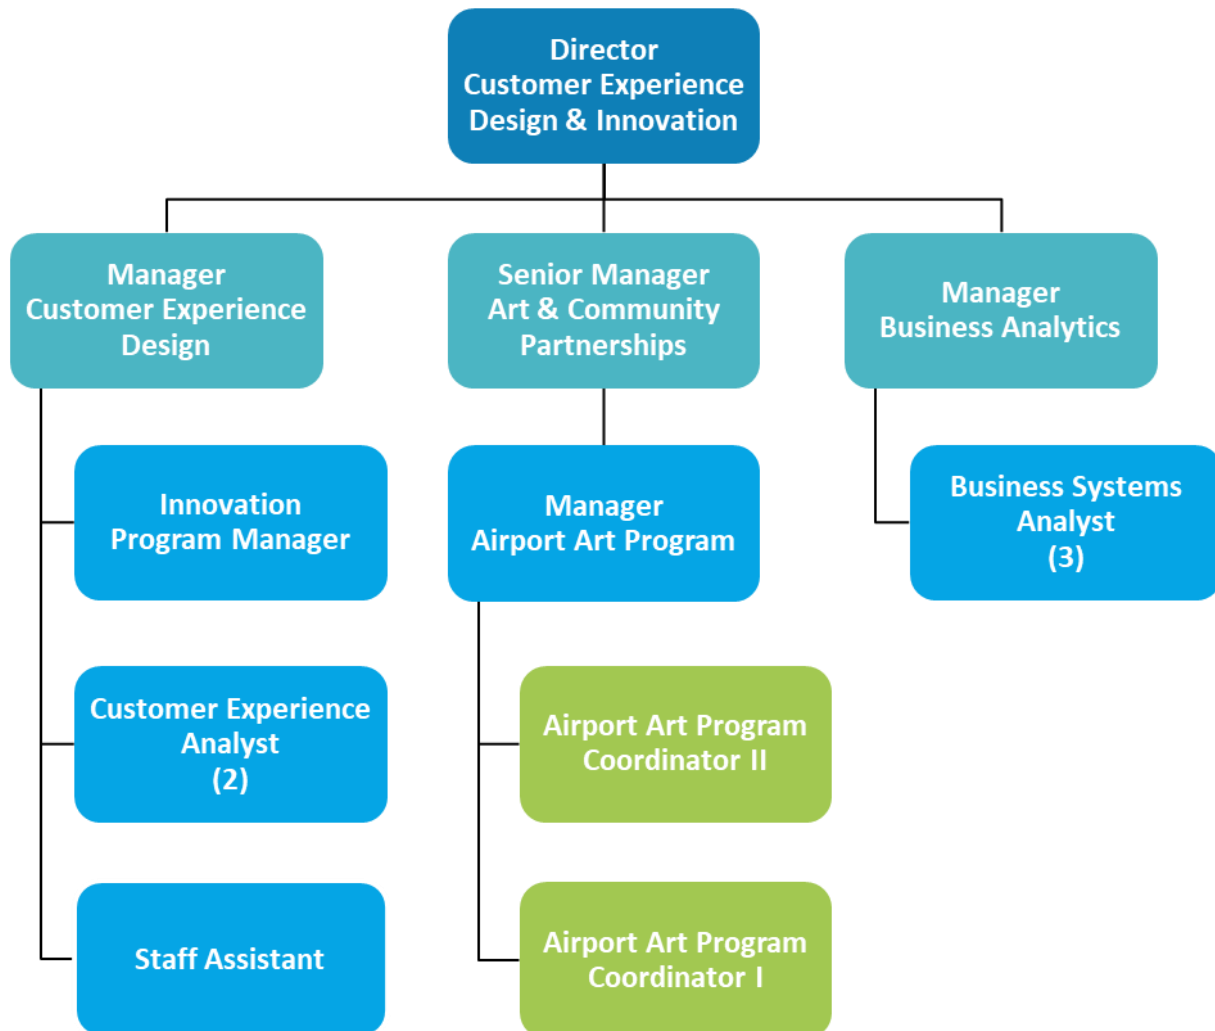 Director
Customer Experience
Design & Innovation
Manager
Customer Experience
Design
Senior Manager
Art & Community
Partnerships
Manager
Business Analytics
Innovation
Program Manager
Manager
Airport Art Program
Business Systems
Analyst
(3)
Customer Experience
Analyst
(2)
Airport Art Program
Coordinator II
Staff Assistant
Airport Art Program
Coordinator I